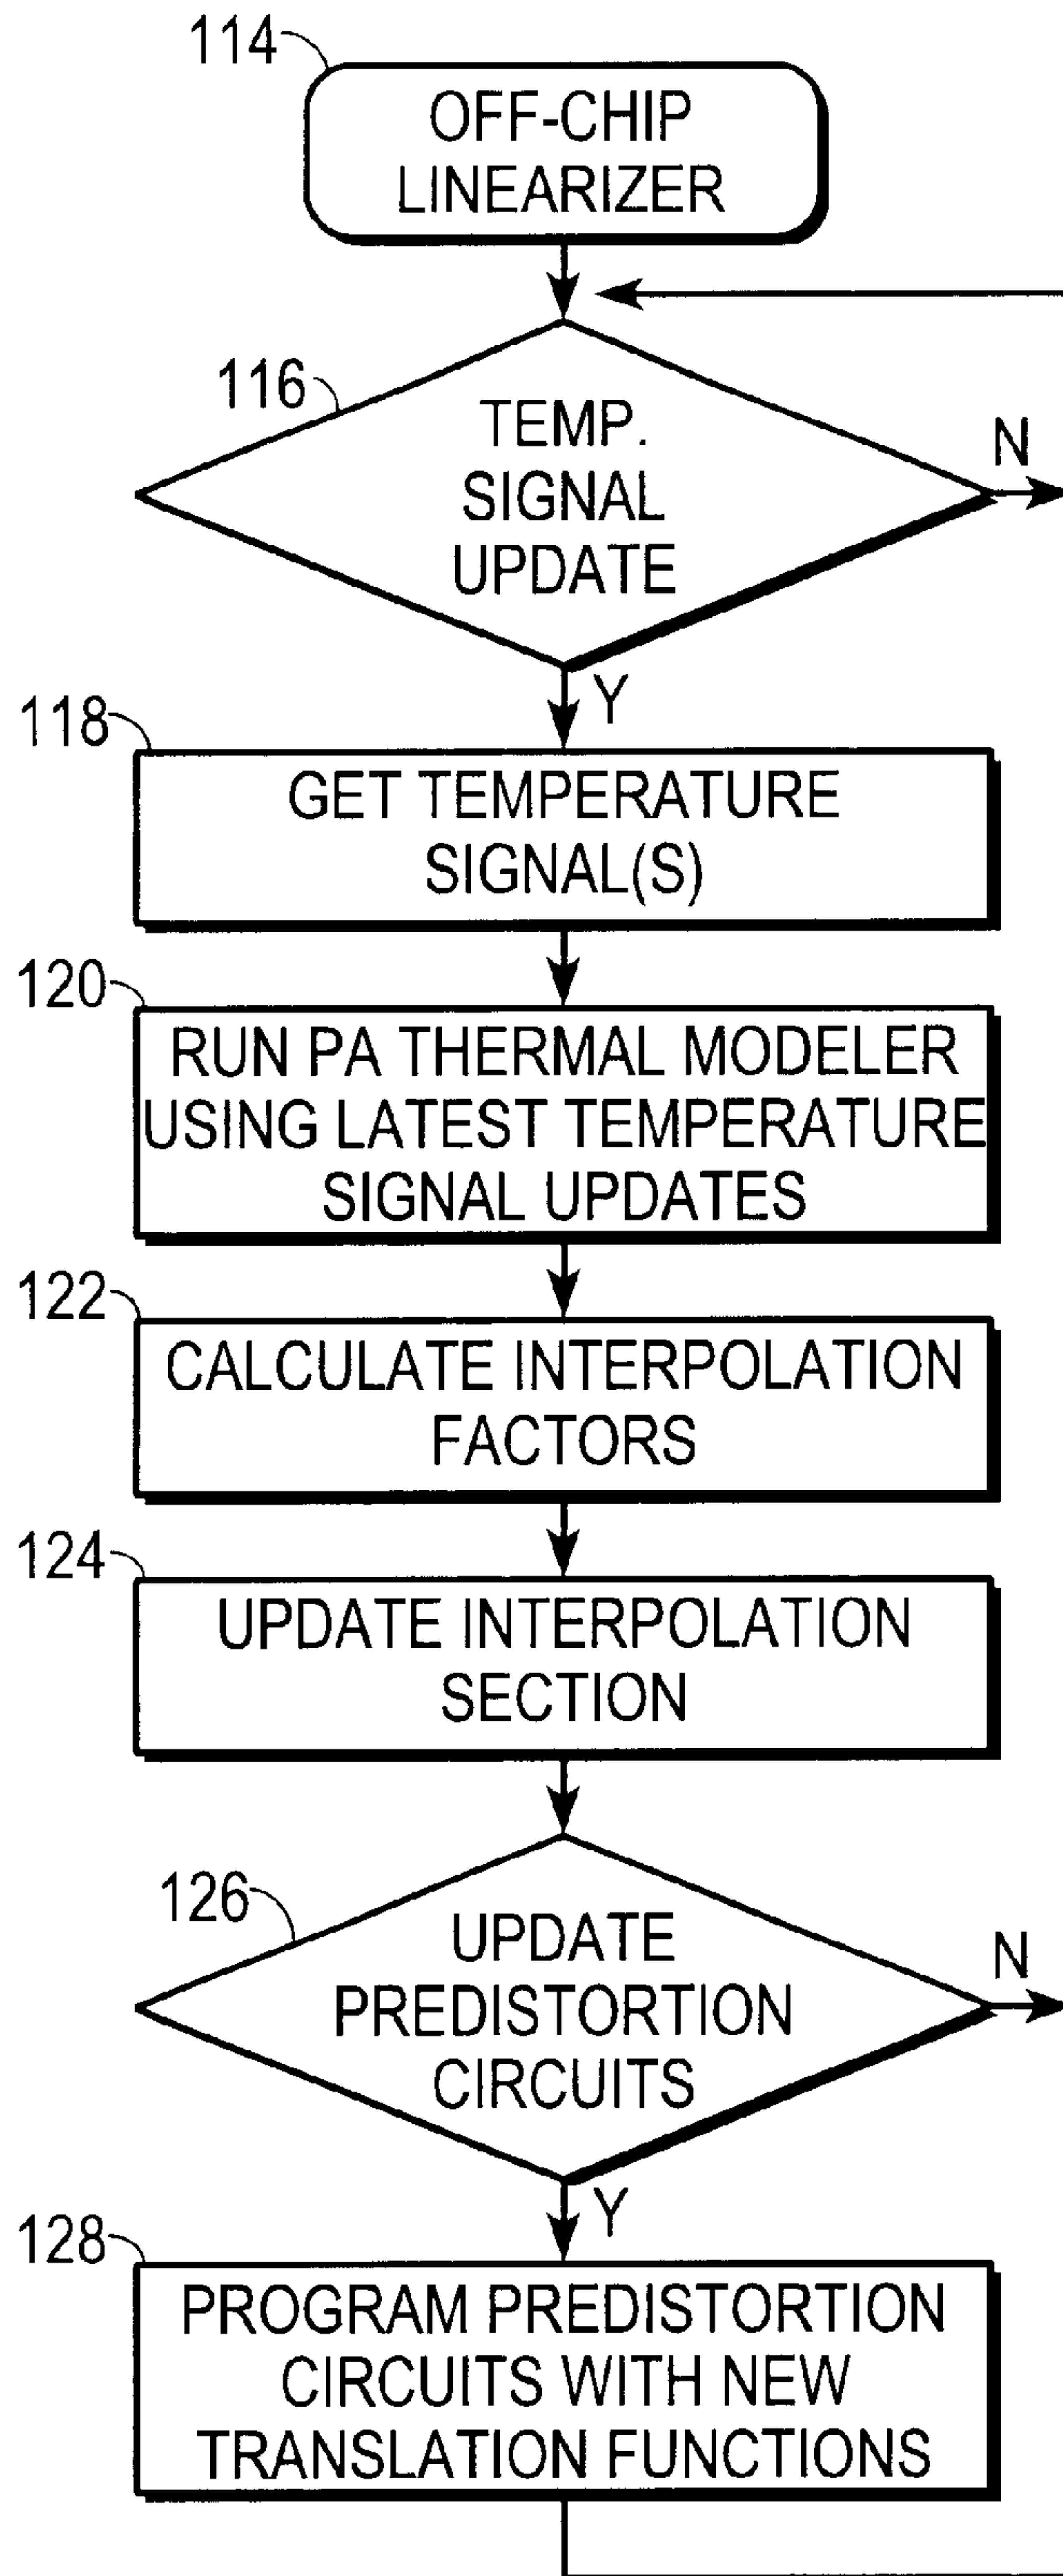 114
OFF-CHIP
LINEARIZER
116
TEMP.
SIGNAL
UPDATE
N
Y
118
GET TEMPERATURE
SIGNAL(S)
120
RUN PA THERMAL MODELER
USING LATEST TEMPERATURE
SIGNAL UPDATES
122
CALCULATE INTERPOLATION
FACTORS
124
UPDATE INTERPOLATION
SECTION
126
UPDATE
PREDISTORTION
CIRCUITS
N
Y
128
PROGRAM PREDISTORTION
CIRCUITS WITH NEW
TRANSLATION FUNCTIONS